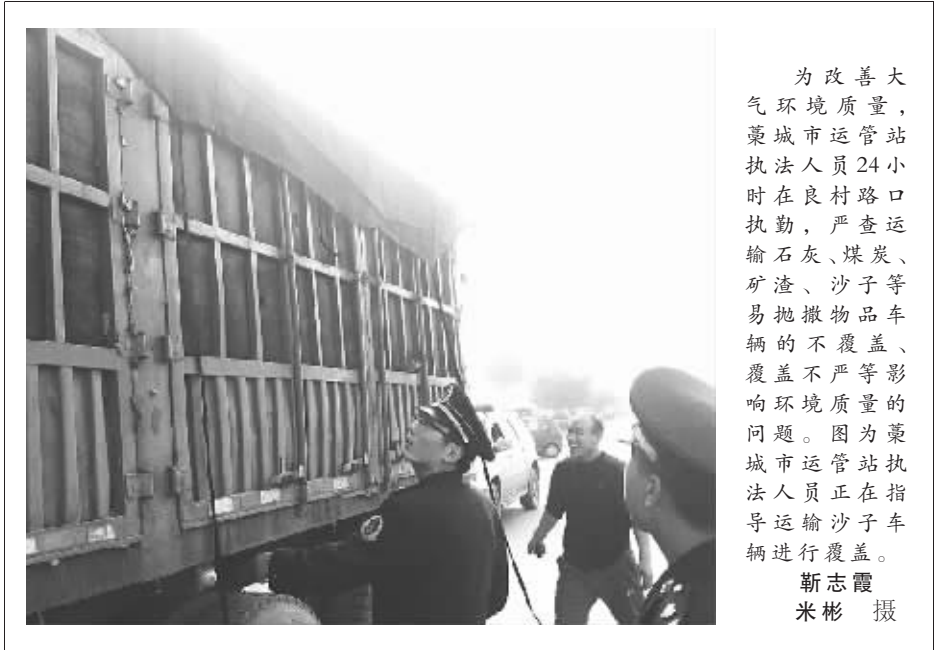 为改善大
气环境质量，
藁城市运管站
执法人员24小
时在良村路口
执勤，严查运
输石灰、煤炭、
矿渣、沙子等
易抛撒物品车
辆的不覆盖、
覆盖不严等影
响环境质量的
问题。图为藁
城市运管站执
法人员正在指
导运输沙子车
辆进行覆盖。
靳志霞
米彬 摄